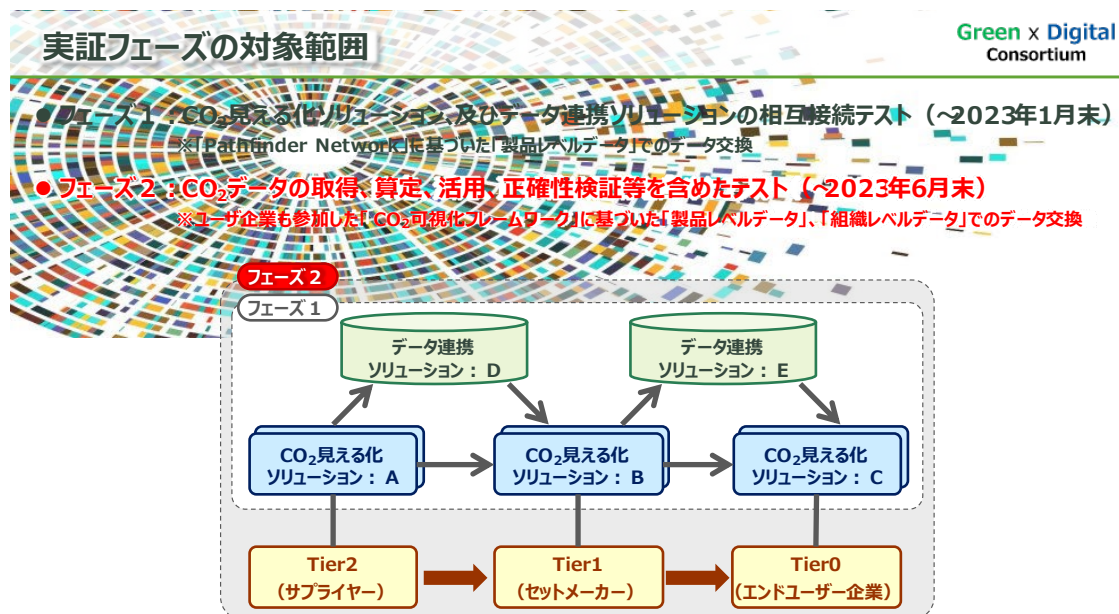 実証フェーズの対象範囲
Green x Digital
Consortium
● フェーズ１：CO₂見える化ソリューション、及びデータ連携ソリューションの相互接続テスト（~2023年1月末）
※「Pathfinder Network」に基づいた「製品レベルデータ」でのデータ交換
● フェーズ２：CO₂データの取得、算定、活用、正確性検証等を含めたテスト（~2023年6月末）
※ユーザ企業も参加した「 CO₂可視化フレームワーク」に基づいた「製品レベルデータ」、「組織レベルデータ」でのデータ交換
フェーズ２
フェーズ１
データ連携
ソリューション： D
データ連携
ソリューション： E
CO₂見える化
ソリューション： A
CO₂見える化
ソリューション： B
CO₂見える化
ソリューション： C
Tier2
（サプライヤー）
Tier1
（セットメーカー）
Tier0
（エンドユーザー企業）